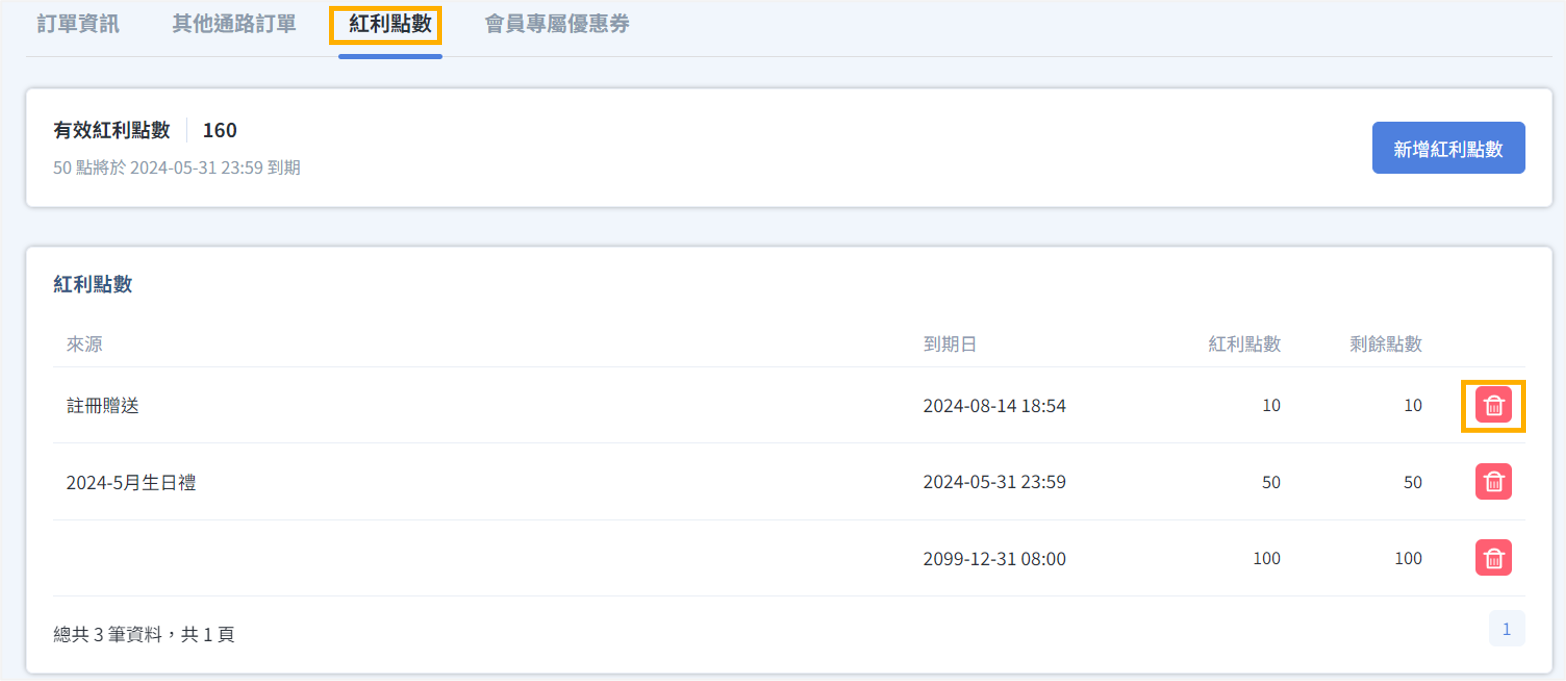 訂單資訊 其他通路訂單 紅利點數 會員專屬優惠券
有效紅利點數 160
50 點將於 2024-05-31 23:59 到期
新增紅利點數
紅利點數
來源 到期日 紅利點數 剩餘點數
註冊贈送 2024-08-14 18:54 10 10
2024-5月生日禮 2024-05-31 23:59 50 50
2099-12-31 08:00 100 100
總共 3 筆資料，共 1 頁
1